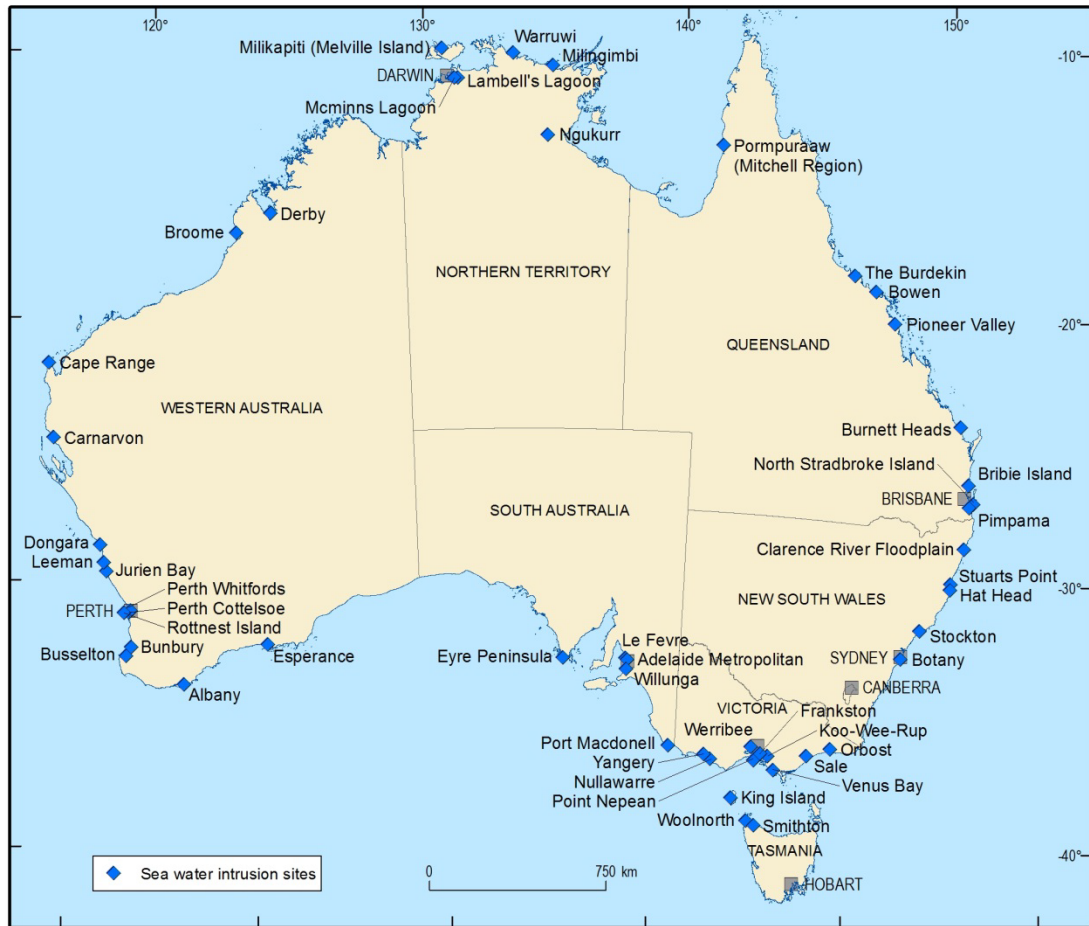 120°
130°
140°
150°
Milikapiti (Melville Island)
Warruwi
Milingimbi
-10°
DARWIN
Lambell's Lagoon
Mcminns Lagoon
Ngukurr
Pormpuraaw
(Mitchell Region)
Derby
Broome
NORTHERN TERRITORY
The Burdekin
Bowen
Pioneer Valley
-20°
QUEENSLAND
Cape Range
WESTERN AUSTRALIA
Carnarvon
Burnett Heads
North Stradbroke Island
Bribie Island
BRISBANE
SOUTH AUSTRALIA
Pimpama
Dongara
Clarence River Floodplain
Leeman
Jurien Bay
Stuarts Point
Perth Whitfords
-30°
Hat Head
NEW SOUTH WALES
PERTH
Perth Cottelsoe
Rottnest Island
Stockton
Le Fevre
Bunbury
Busselton
Esperance
Eyre Peninsula
Adelaide Metropolitan
SYDNEY
Botany
Willunga
Albany
CANBERRA
VICTORIA
Frankston
Werribee
Koo-Wee-Rup
Port Macdonell
Orbost
Yangery
Sale
Nullawarre
Venus Bay
Point Nepean
King Island
Woolnorth
Smithton
TASMANIA
-40°
Sea water intrusion sites
0
750 km
HOBART